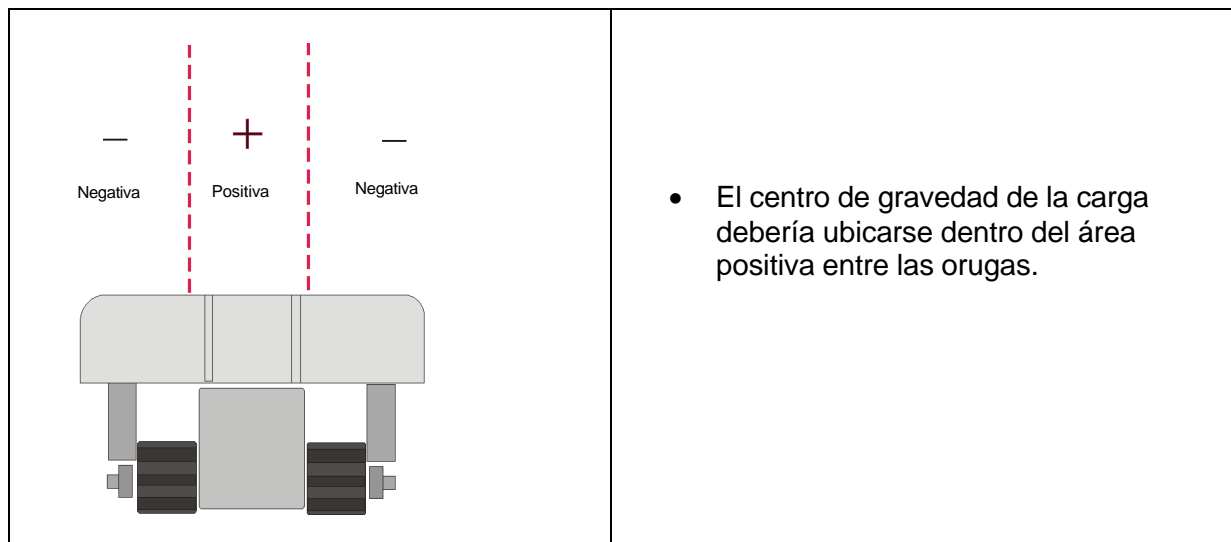 — + —
Negativa Positiva Negativa
• El centro de gravedad de la carga
debería ubicarse dentro del área
positiva entre las orugas.